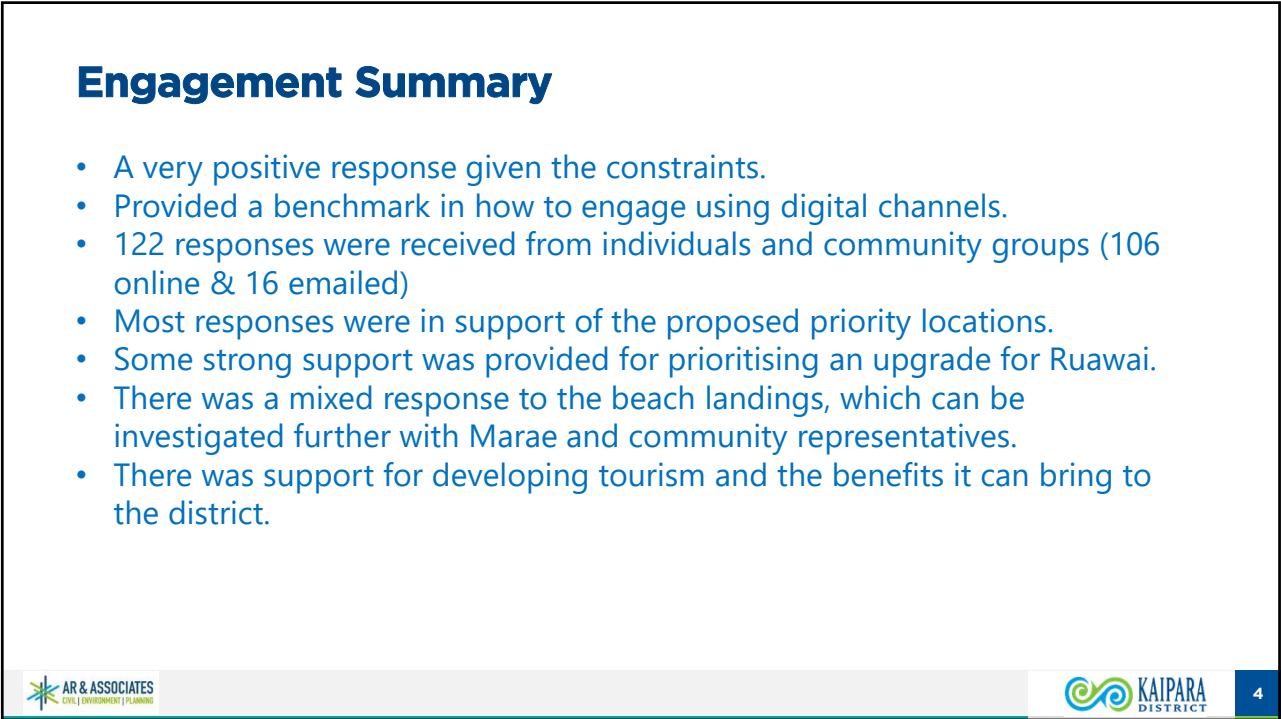 Engagement Summary
• A very positive response given the constraints.
• Provided a benchmark in how to engage using digital channels.
• 122 responses were received from individuals and community groups (106
online & 16 emailed)
• Most responses were in support of the proposed priority locations.
• Some strong support was provided for prioritising an upgrade for Ruawai.
• There was a mixed response to the beach landings, which can be
investigated further with Marae and community representatives.
• There was support for developing tourism and the benefits it can bring to
the district.
AR & ASSOCIATES
CIVIL | ENVIRONMENT | PLANNING
KAIPARA
DISTRICT
4